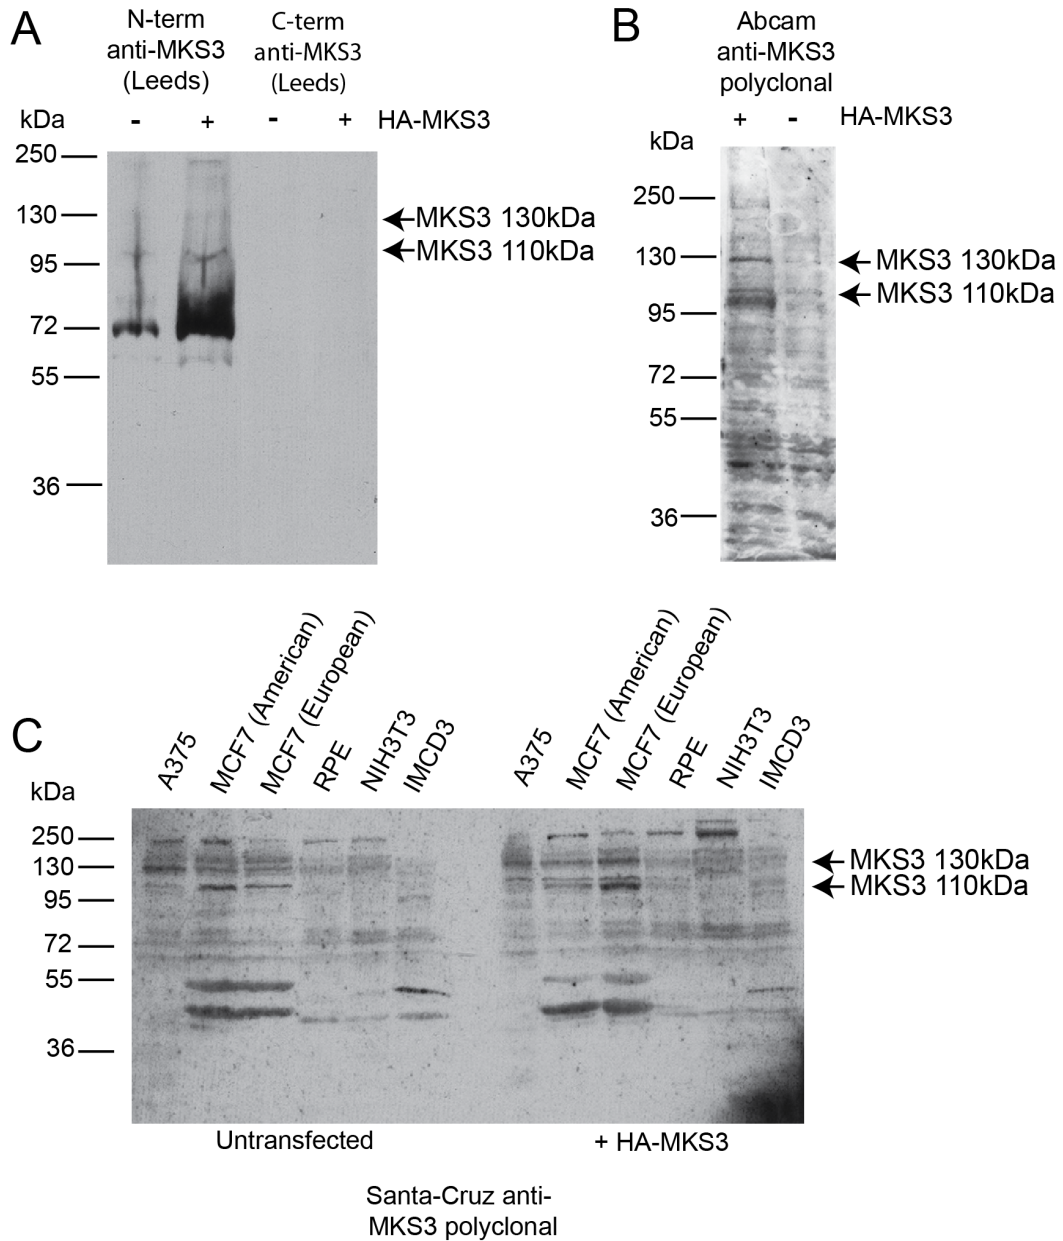 A
N-term
anti-MKS3
(Leeds)
C-term
anti-MKS3
(Leeds)
kDa
- + - + HA-MKS3
250
130
95
72
55
36
MKS3 130kDa
MKS3 110kDa
B
Abcam
anti-MKS3
polyclonal
+ - HA-MKS3
kDa
250
130
95
72
55
36
MKS3 130kDa
MKS3 110kDa
C
A375
MCF7 (American)
MCF7 (European)
RPE
NIH3T3
IMCD3
A375
MCF7 (American)
MCF7 (European)
RPE
NIH3T3
IMCD3
kDa
250
130
95
72
55
36
MKS3 130kDa
MKS3 110kDa
Untransfected
+ HA-MKS3
Santa-Cruz anti-
MKS3 polyclonal